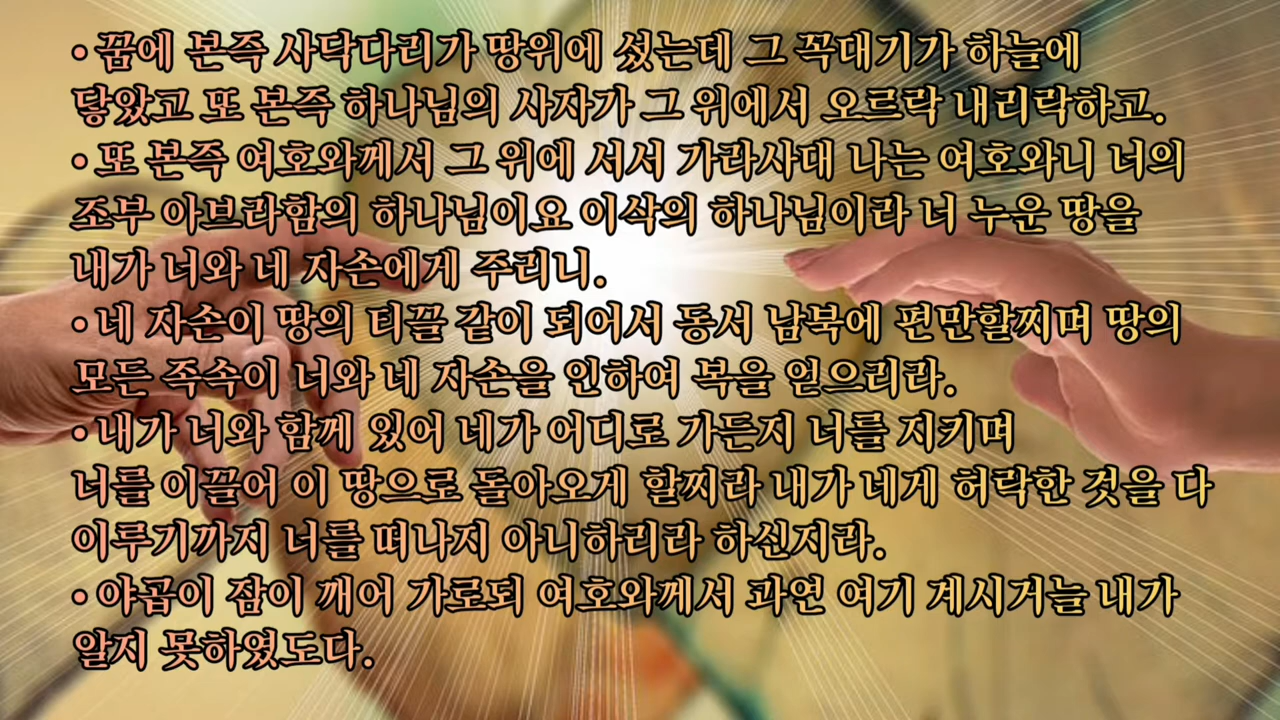 • 꿈에 본즉 사닥다리가 땅위에 섰는데 그 꼭대기가 하늘에
닿았고 또 본즉 하나님의 사자가 그 위에서 오르락 내리락하고.
• 또 본즉 여호와께서 그 위에 서서 가라사대 나는 여호와니 너의
조부 아브라함의 하나님이요 이삭의 하나님이라 너 누운 땅을
내가 너와 네 자손에게 주리니.
• 네 자손이 땅의 티끌 같이 되어서 동서 남북에 편만할찌며 땅의
모든 족속이 너와 네 자손을 인하여 복을 얻으리라.
• 내가 너와 함께 있어 네가 어디로 가든지 너를 지키며
너를 이끌어 이 땅으로 돌아오게 할찌라 내가 네게 허락한 것을 다
이루기까지 너를 떠나지 아니하리라 하신지라.
• 야곱이 잠이 깨어 가로되 여호와께서 과연 여기 계시거늘 내가
알지 못하였도다.